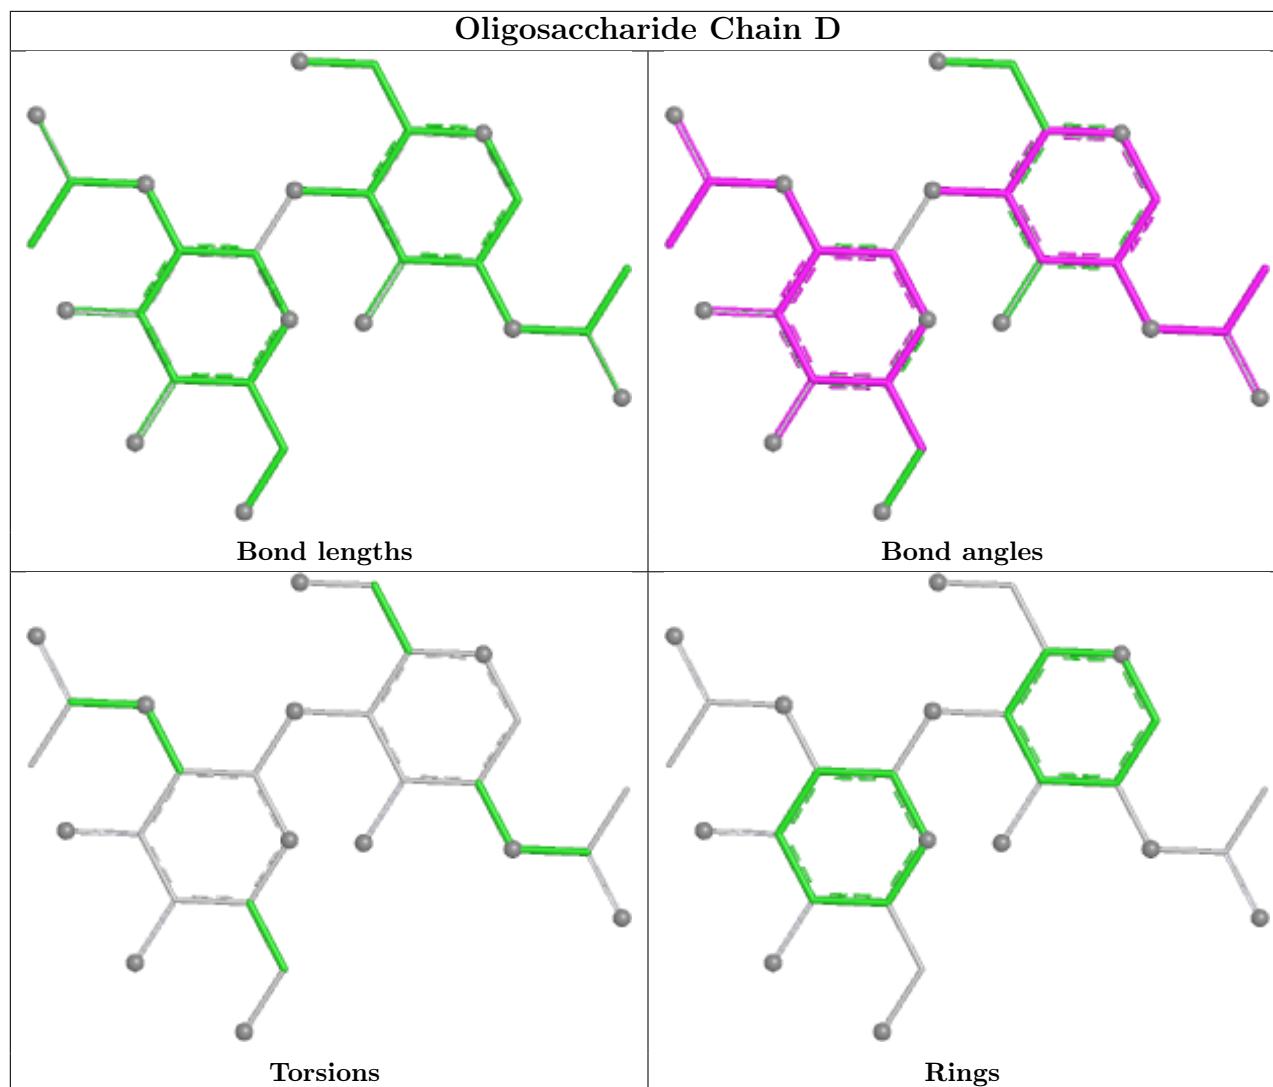 Oligosaccharide Chain D
Bond lengths
Bond angles
Torsions
Rings